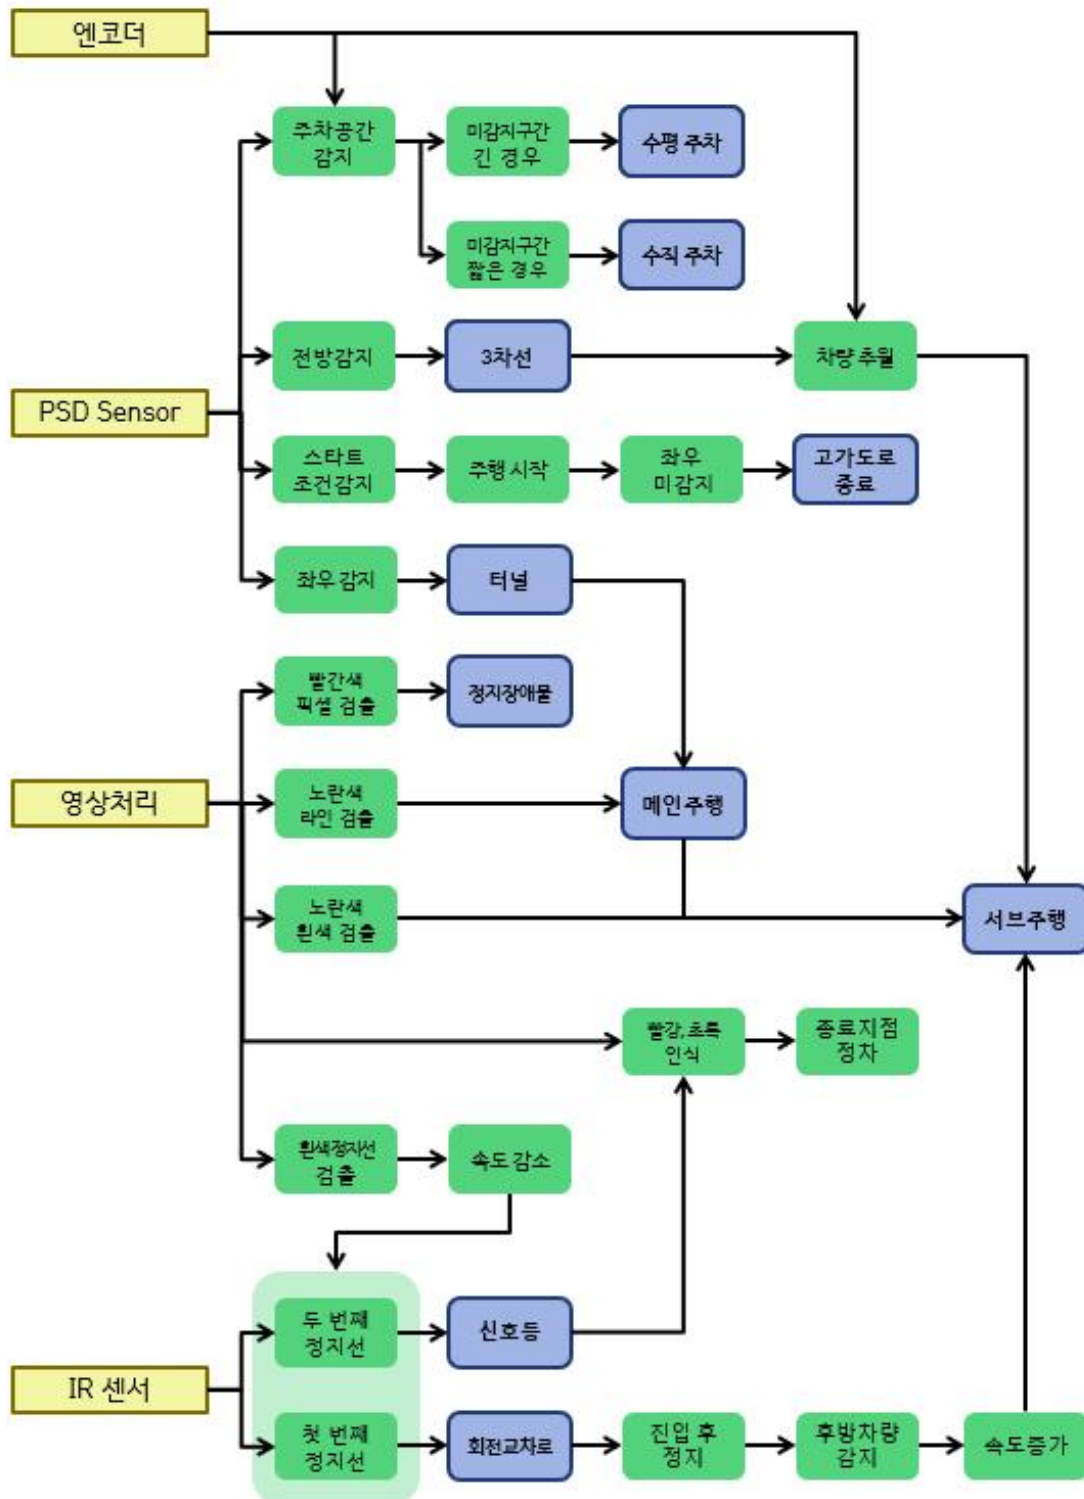 엔코더
주차공간
감지
미감지구간
긴 경우
수평 주차
미감지구간
짧은 경우
수직 주차
전방감지
3차선
차량 추월
PSD Sensor
스타트
조건감지
주행 시작
좌우
미감지
고가도로
종료
좌우 감지
터널
빨간색
픽셀 검출
정지장애물
영상처리
노란색
라인 검출
메인주행
노란색
흰색 검출
서브주행
빨강,초록
인식
종료지점
정차
흰색정지선
검출
속도 감소
두 번째
정지선
신호등
IR 센서
첫 번째
정지선
회전교차로
진입 후
정지
후방차량
감지
속도증가